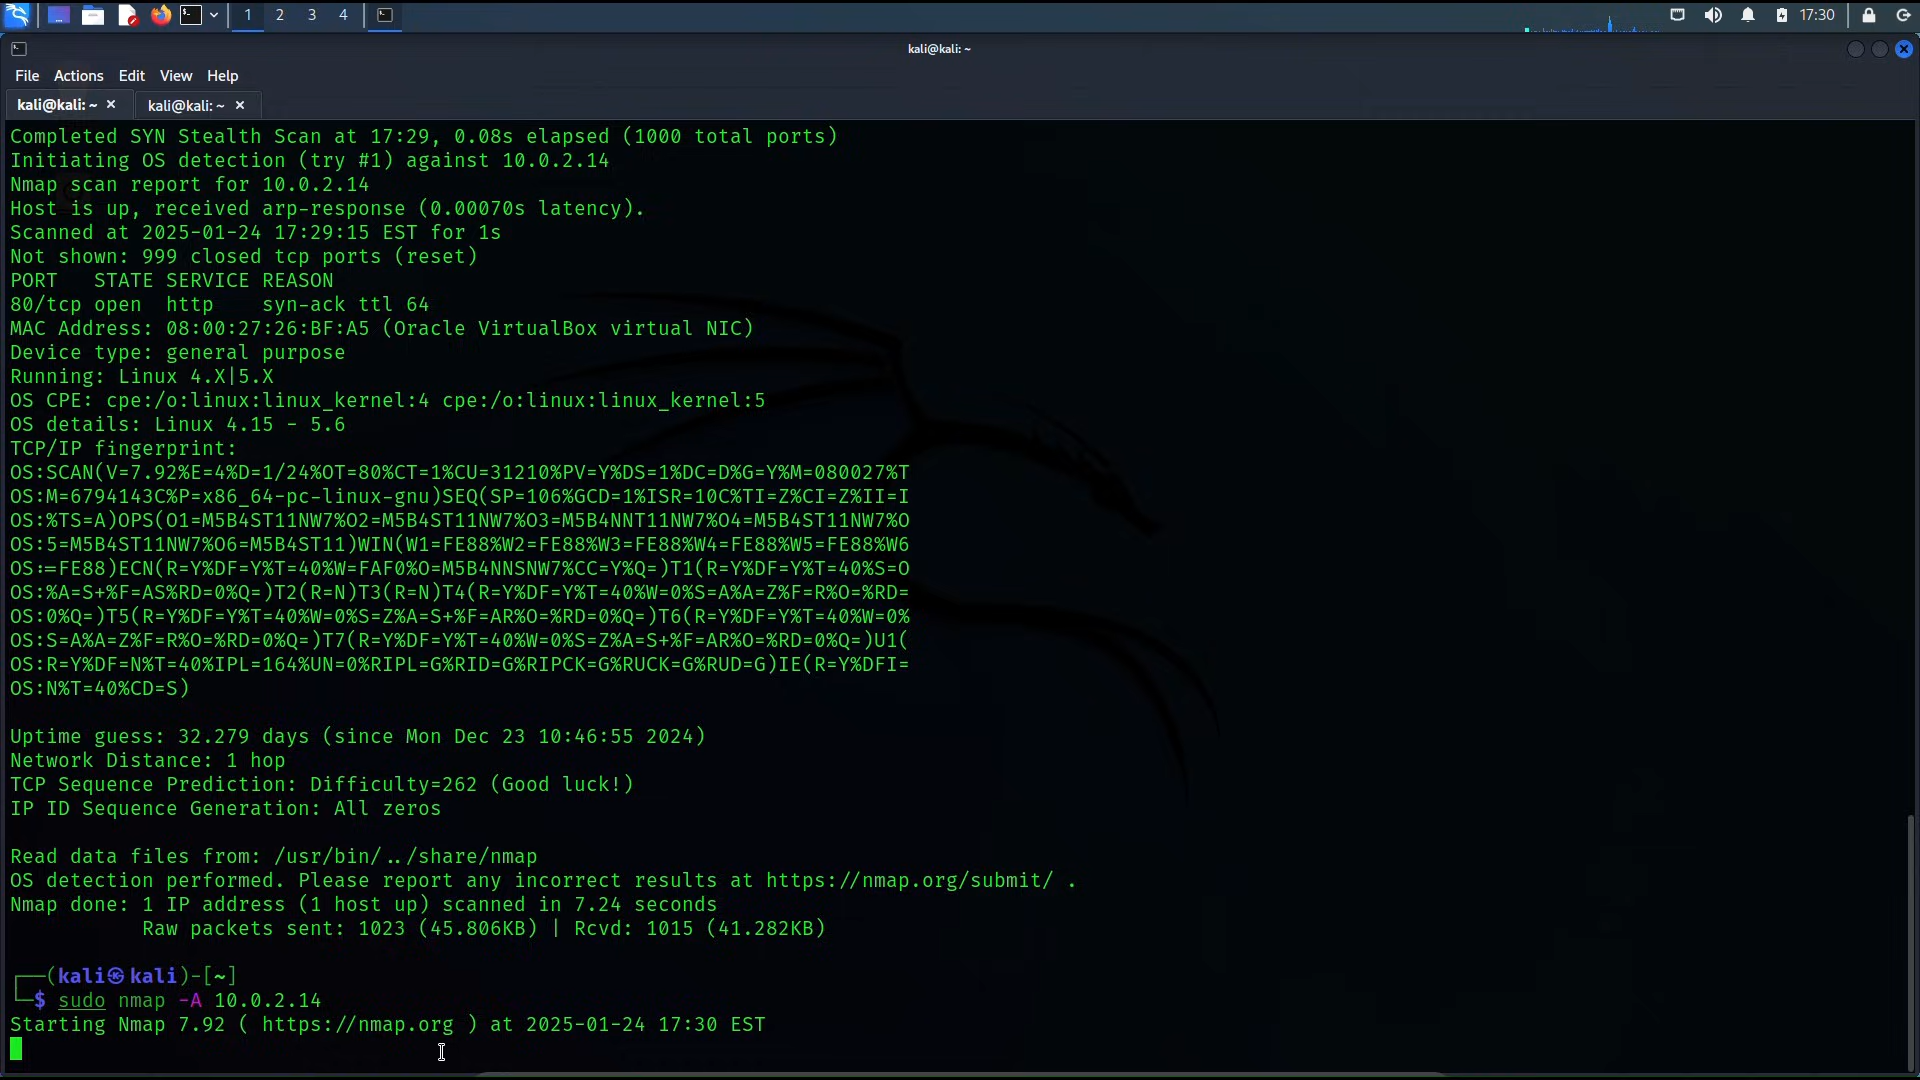 1 2 3 4 17:30
kali@kali: ~
File Actions Edit View Help
kali@kali: ~ × kali@kali: ~ ×
Completed SYN Stealth Scan at 17:29, 0.08s elapsed (1000 total ports)
Initiating OS detection (try #1) against 10.0.2.14
Nmap scan report for 10.0.2.14
Host is up, received arp-response (0.00070s latency).
Scanned at 2025-01-24 17:29:15 EST for 1s
Not shown: 999 closed tcp ports (reset)
PORT   STATE SERVICE REASON
80/tcp open  http    syn-ack ttl 64
MAC Address: 08:00:27:26:BF:A5 (Oracle VirtualBox virtual NIC)
Device type: general purpose
Running: Linux 4.X|5.X
OS CPE: cpe:/o:linux:linux_kernel:4 cpe:/o:linux:linux_kernel:5
OS details: Linux 4.15 - 5.6
TCP/IP fingerprint:
OS:SCAN(V=7.92%E=4%D=1/24%OT=80%CT=1%CU=31210%PV=Y%DS=1%DC=D%G=Y%M=080027%T
OS:M=6794143C%P=x86_64-pc-linux-gnu)SEQ(SP=106%GCD=1%ISR=10C%TI=Z%CI=Z%II=I
OS:%TS=A)OPS(O1=M5B4ST11NW7%O2=M5B4ST11NW7%O3=M5B4NNT11NW7%O4=M5B4ST11NW7%O
OS:5=M5B4ST11NW7%O6=M5B4ST11)WIN(W1=FE88%W2=FE88%W3=FE88%W4=FE88%W5=FE88%W6
OS:=FE88)ECN(R=Y%DF=Y%T=40%W=FAF0%O=M5B4NNSNW7%CC=Y%Q=)T1(R=Y%DF=Y%T=40%S=O
OS:%A=S+%F=AS%RD=0%Q=)T2(R=N)T3(R=N)T4(R=Y%DF=Y%T=40%W=0%S=A%A=Z%F=R%O=%RD=
OS:0%Q=)T5(R=Y%DF=Y%T=40%W=0%S=Z%A=S+%F=AR%O=%RD=0%Q=)T6(R=Y%DF=Y%T=40%W=0%
OS:S=A%A=Z%F=R%O=%RD=0%Q=)T7(R=Y%DF=Y%T=40%W=0%S=Z%A=S+%F=AR%O=%RD=0%Q=)U1(
OS:R=Y%DF=N%T=40%IPL=164%UN=0%RIPL=G%RID=G%RIPCK=G%RUCK=G%RUD=G)IE(R=Y%DFI=
OS:N%T=40%CD=S)
Uptime guess: 32.279 days (since Mon Dec 23 10:46:55 2024)
Network Distance: 1 hop
TCP Sequence Prediction: Difficulty=262 (Good luck!)
IP ID Sequence Generation: All zeros
Read data files from: /usr/bin/../share/nmap
OS detection performed. Please report any incorrect results at https://nmap.org/submit/ .
Nmap done: 1 IP address (1 host up) scanned in 7.24 seconds
Raw packets sent: 1023 (45.806KB) | Rcvd: 1015 (41.282KB)
┌──(kali㉿kali)-[~]
└─$ sudo nmap -A 10.0.2.14
Starting Nmap 7.92 ( https://nmap.org ) at 2025-01-24 17:30 EST